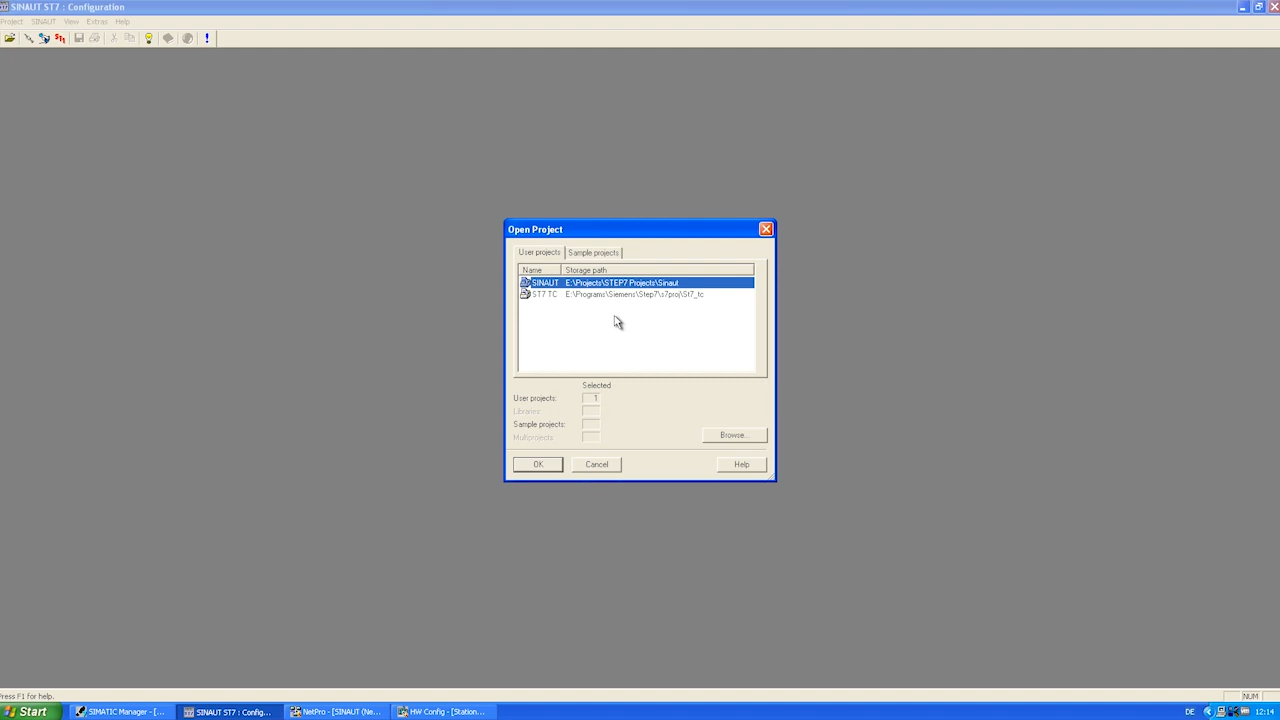 SINAUT ST7 : Configuration
Project SINAUT View Extras Help
Open Project
User projects Sample projects
Name Storage path
SINAUT E:\Projects\STEP7 Projects\Sinaut
ST7 TC E:\Programs\Siemens\Step7\s7proj\St7_tc
Selected
User projects: 1
Libraries:
Sample projects:
Multiprojects:
Browse...
OK Cancel Help
Press F1 for help. NUM
Start SIMATIC Manager - [... SINAUT ST7 : Config... NetPro - [SINAUT (Ne... HW Config - [Station... DE 12:14